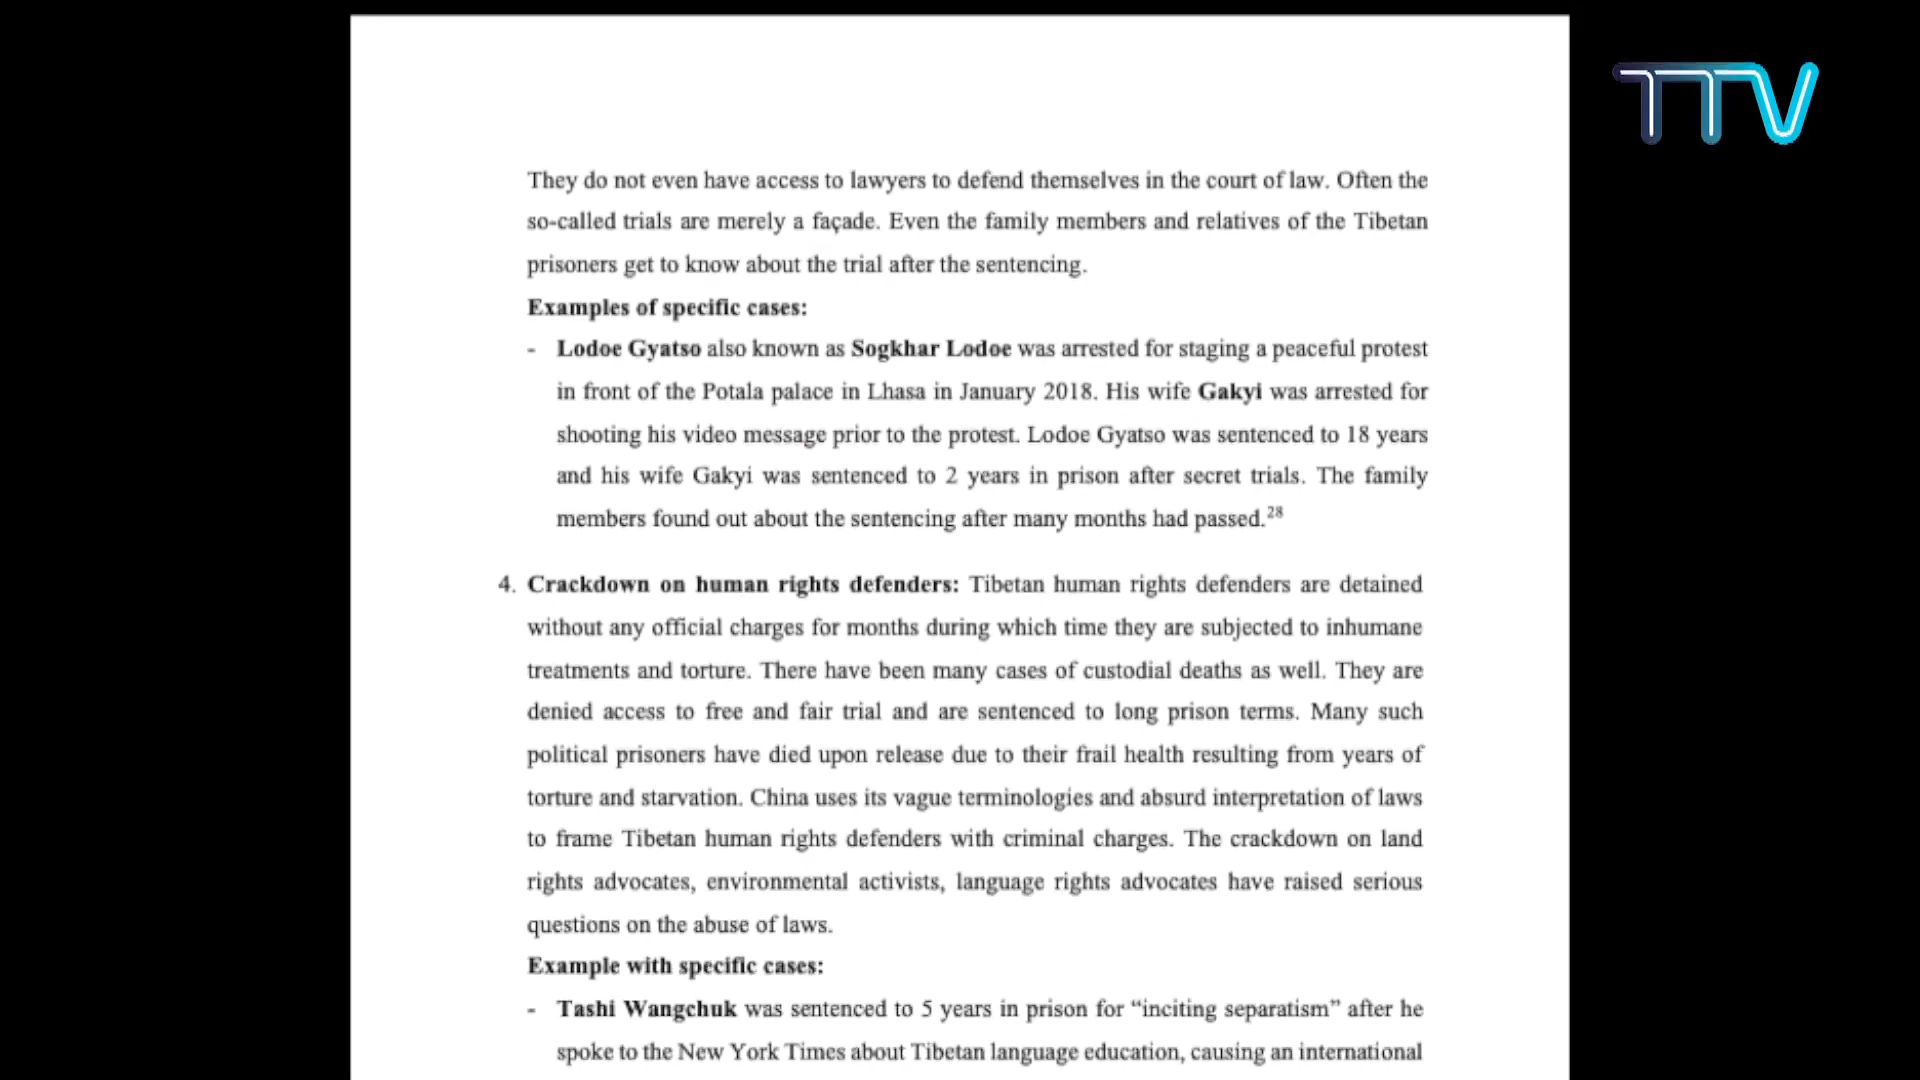 TTV
They do not even have access to lawyers to defend themselves in the court of law. Often the
so-called trials are merely a façade. Even the family members and relatives of the Tibetan
prisoners get to know about the trial after the sentencing.
Examples of specific cases:
- Lodoe Gyatso also known as Sogkhar Lodoe was arrested for staging a peaceful protest
in front of the Potala palace in Lhasa in January 2018. His wife Gakyi was arrested for
shooting his video message prior to the protest. Lodoe Gyatso was sentenced to 18 years
and his wife Gakyi was sentenced to 2 years in prison after secret trials. The family
members found out about the sentencing after many months had passed.28
4. Crackdown on human rights defenders: Tibetan human rights defenders are detained
without any official charges for months during which time they are subjected to inhumane
treatments and torture. There have been many cases of custodial deaths as well. They are
denied access to free and fair trial and are sentenced to long prison terms. Many such
political prisoners have died upon release due to their frail health resulting from years of
torture and starvation. China uses its vague terminologies and absurd interpretation of laws
to frame Tibetan human rights defenders with criminal charges. The crackdown on land
rights advocates, environmental activists, language rights advocates have raised serious
questions on the abuse of laws.
Example with specific cases:
- Tashi Wangchuk was sentenced to 5 years in prison for “inciting separatism” after he
spoke to the New York Times about Tibetan language education, causing an international